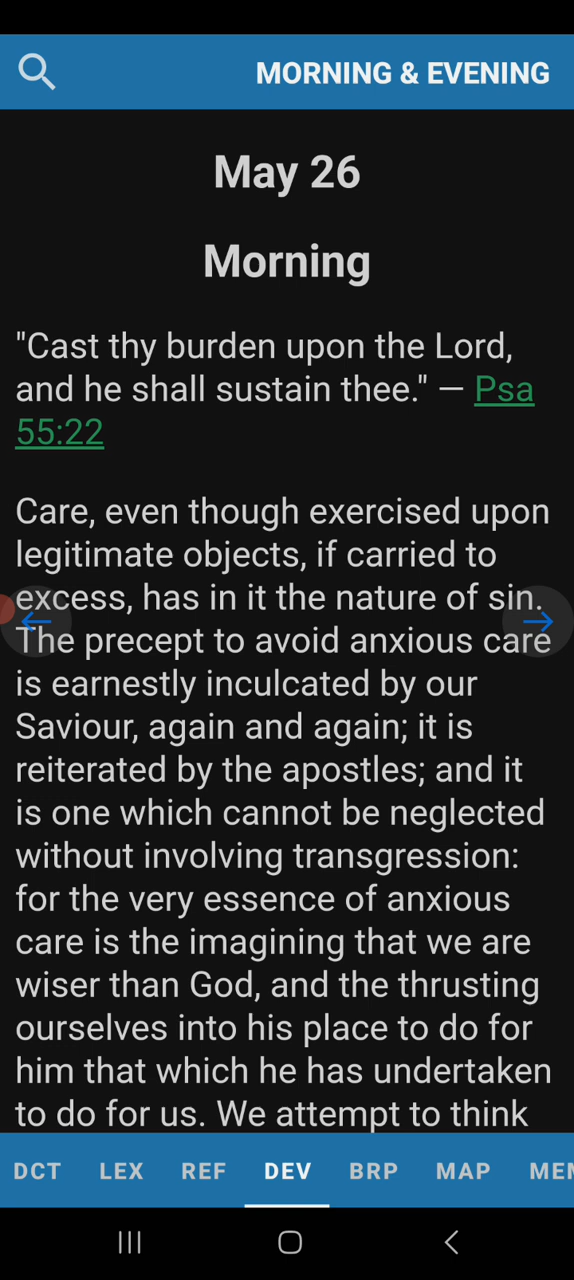 MORNING & EVENING
May 26
Morning
"Cast thy burden upon the Lord,
and he shall sustain thee." — Psa
55:22
Care, even though exercised upon
legitimate objects, if carried to
excess, has in it the nature of sin.
The precept to avoid anxious care
is earnestly inculcated by our
Saviour, again and again; it is
reiterated by the apostles; and it
is one which cannot be neglected
without involving transgression:
for the very essence of anxious
care is the imagining that we are
wiser than God, and the thrusting
ourselves into his place to do for
him that which he has undertaken
to do for us. We attempt to think
DCT LEX REF DEV BRP MAP